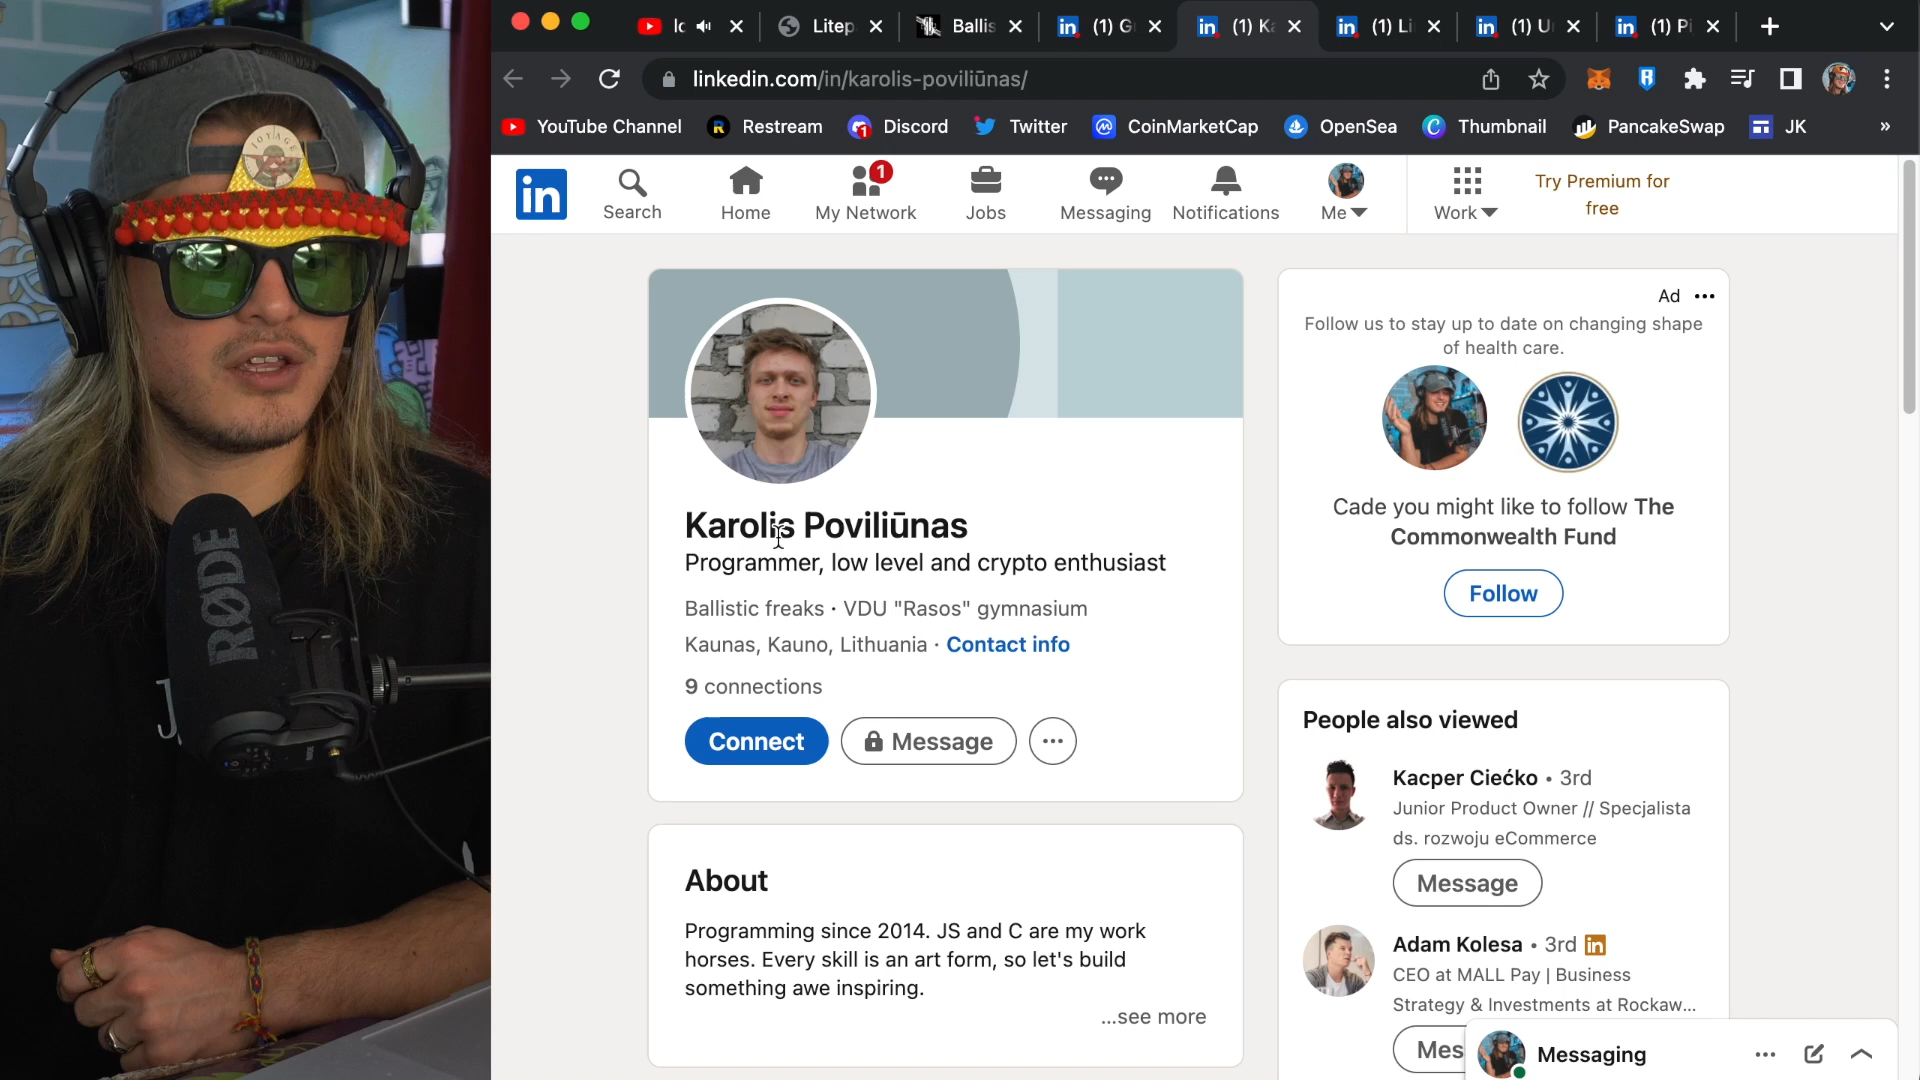 Ballis
(1) Li
linkedin.com/in/karolis-poviliūnas/
YouTube Channel
Restream
Discord
Twitter
CoinMarketCap
OpenSea
Thumbnail
PancakeSwap
JK
»
in
Search
Home
1
My Network
Jobs
Messaging
Notifications
Me
Work
Try Premium for
free
Karolis Poviliūnas
Programmer, low level and crypto enthusiast
Ballistic freaks · VDU "Rasos" gymnasium
Kaunas, Kauno, Lithuania · Contact info
9 connections
Connect
Message
About
Programming since 2014. JS and C are my work
horses. Every skill is an art form, so let's build
something awe inspiring.
...see more
Ad
Follow us to stay up to date on changing shape
of health care.
Cade you might like to follow The
Commonwealth Fund
Follow
People also viewed
Kacper Ciećko • 3rd
Junior Product Owner // Specjalista
ds. rozwoju eCommerce
Message
Adam Kolesa • 3rd in
CEO at MALL Pay | Business
Strategy & Investments at Rockaw...
Mes
Messaging
RØDE